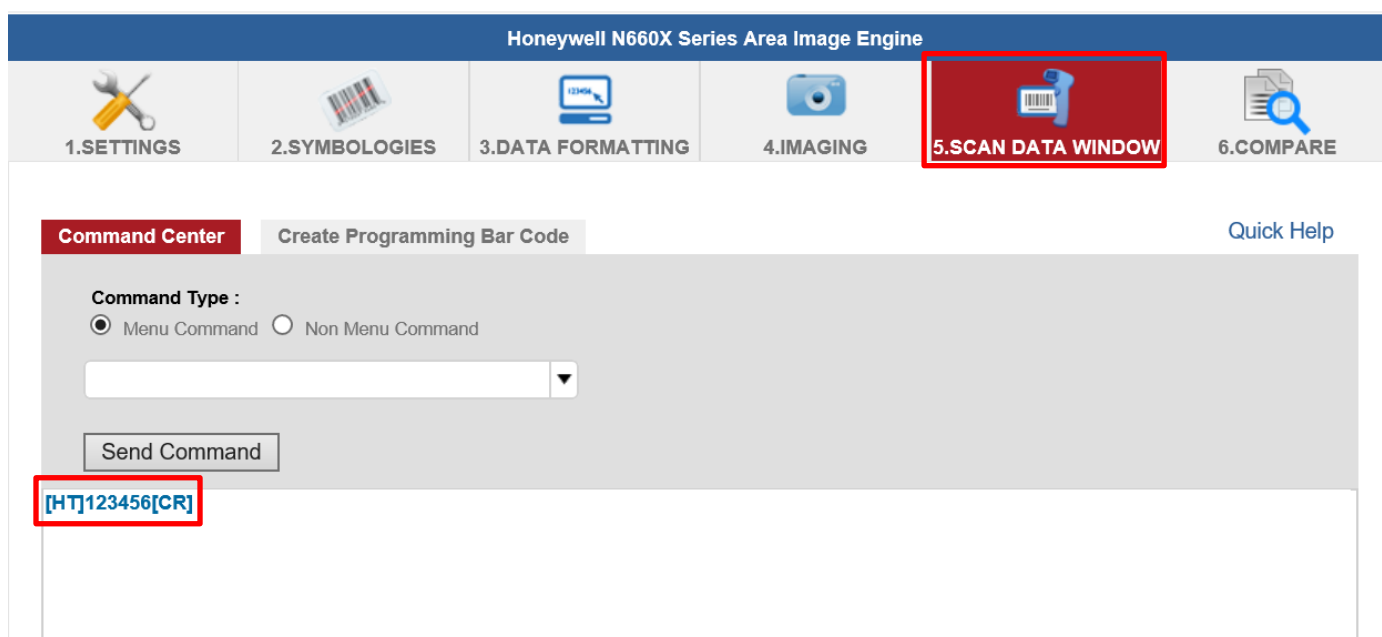 Honeywell N660X Series Area Image Engine
1.SETTINGS 2.SYMBOLOGIES 3.DATA FORMATTING 4.IMAGING 5.SCAN DATA WINDOW 6.COMPARE
Command Center Create Programming Bar Code Quick Help
Command Type :
Menu Command Non Menu Command
Send Command
[HT]123456[CR]